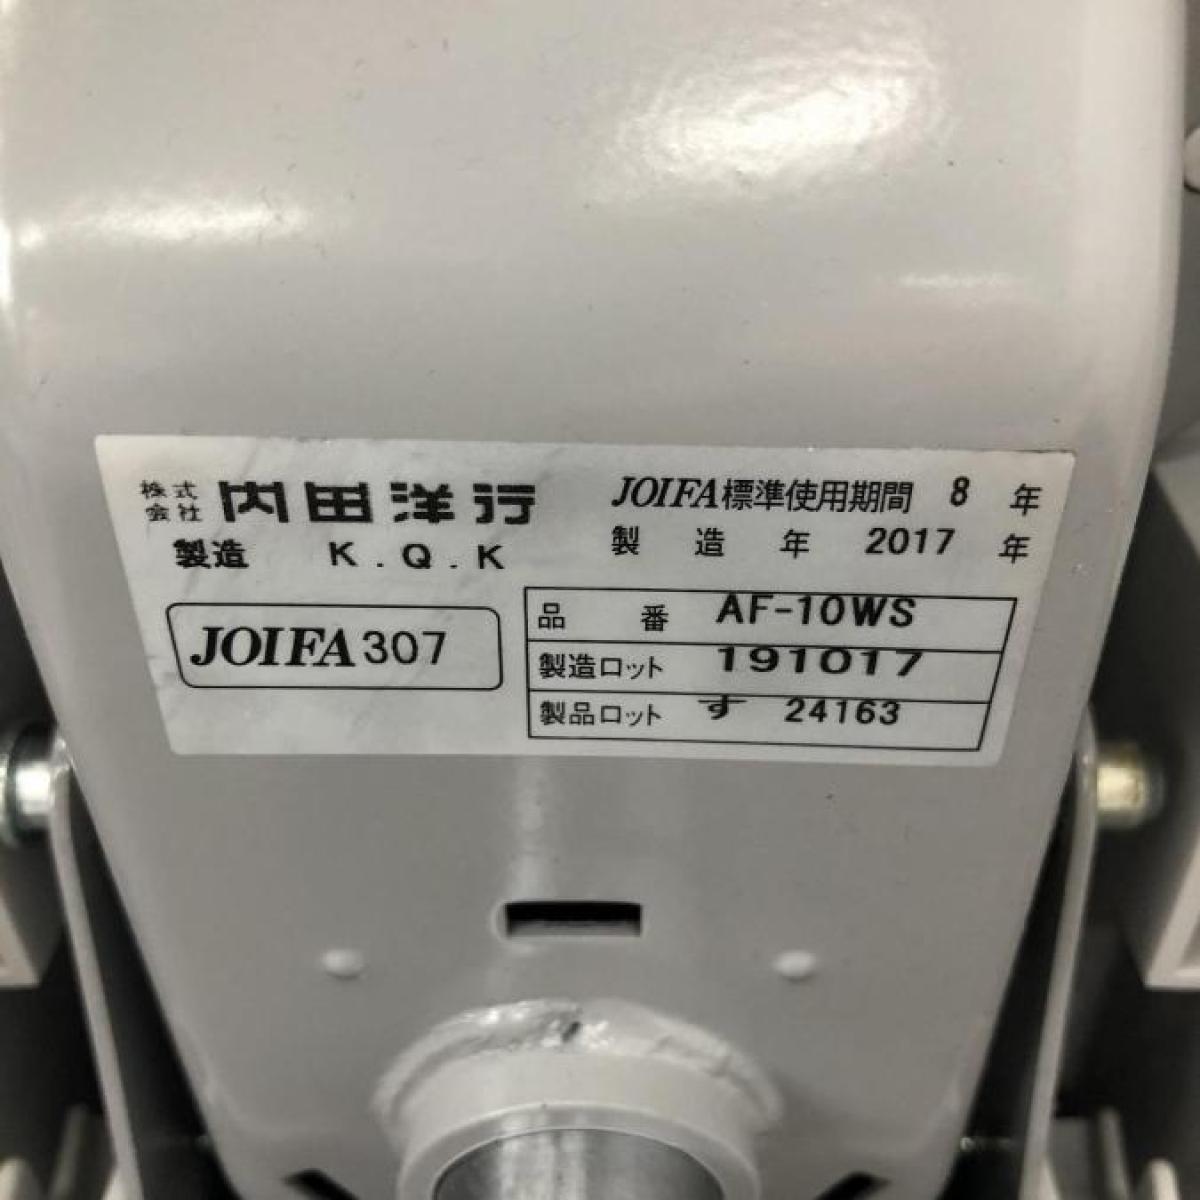 株式会社 内田洋行
製造 K.Q.K
JOIFA標準使用期間 8 年
製造年 2017 年
JOIFA307
品番 AF-10WS
製造ロット 191017
製品ロット す 24163